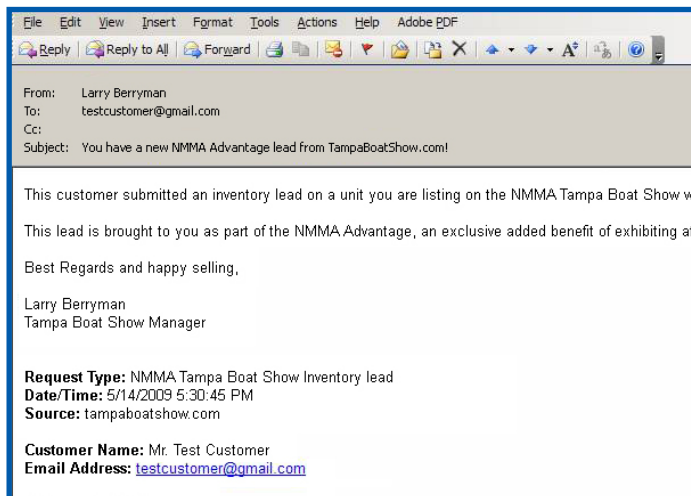 File Edit View Insert Format Tools Actions Help Adobe PDF
Reply Reply to All Forward
From: Larry Berryman
To: testcustomer@gmail.com
Cc:
Subject: You have a new NMMA Advantage lead from TampaBoatShow.com!
This customer submitted an inventory lead on a unit you are listing on the NMMA Tampa Boat Show w
This lead is brought to you as part of the NMMA Advantage, an exclusive added benefit of exhibiting at
Best Regards and happy selling,
Larry Berryman
Tampa Boat Show Manager
Request Type: NMMA Tampa Boat Show Inventory lead
Date/Time: 5/14/2009 5:30:45 PM
Source: tampaboatshow.com
Customer Name: Mr. Test Customer
Email Address: testcustomer@gmail.com